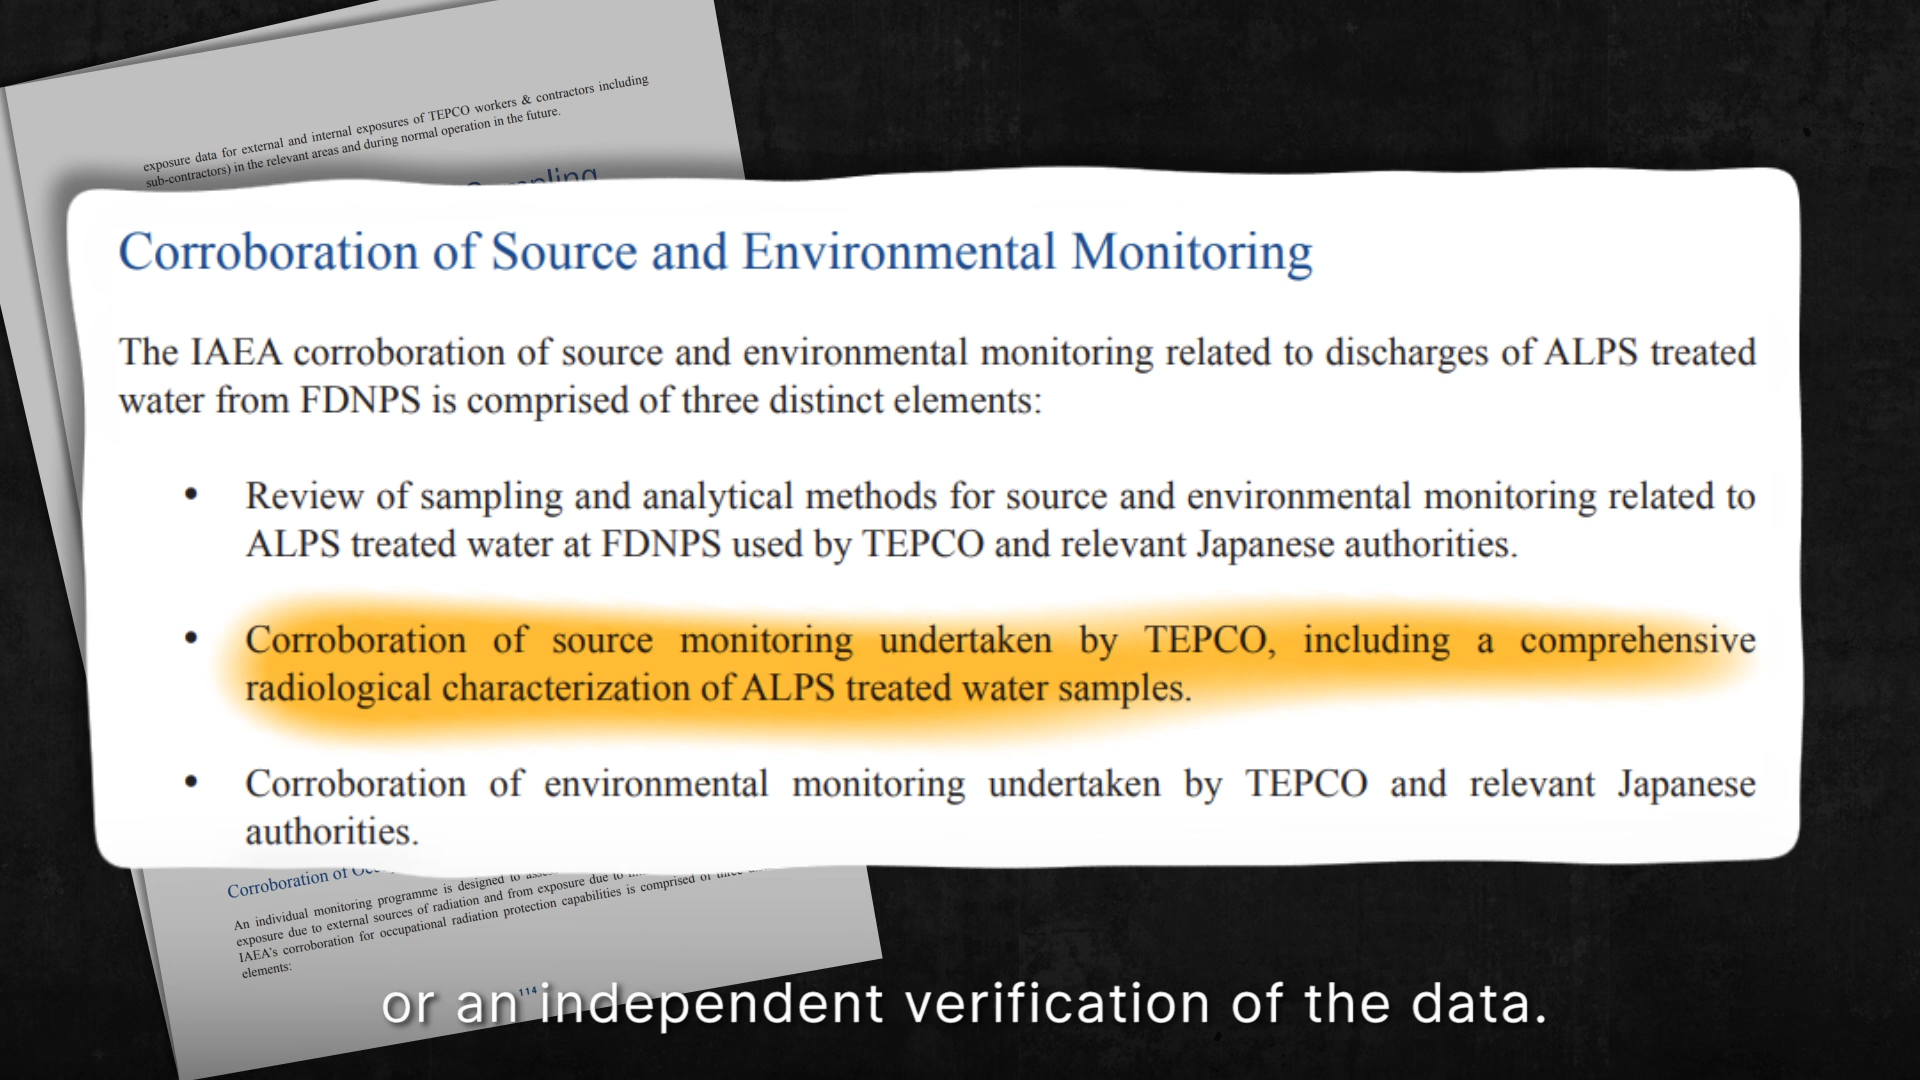 exposure data for external and internal exposures of TEPCO workers & contractors including
sub-contractors) in the relevant areas and during normal operation in the future.
Corroboration of Source and Environmental Monitoring
The IAEA corroboration of source and environmental monitoring related to discharges of ALPS treated
water from FDNPS is comprised of three distinct elements:
• Review of sampling and analytical methods for source and environmental monitoring related to
ALPS treated water at FDNPS used by TEPCO and relevant Japanese authorities.
• Corroboration of source monitoring undertaken by TEPCO, including a comprehensive
radiological characterization of ALPS treated water samples.
• Corroboration of environmental monitoring undertaken by TEPCO and relevant Japanese
authorities.
Corroboration of
An individual monitoring programme is designed to
exposure due to external sources of radiation and from exposure due to
IAEA's corroboration for occupational radiation protection capabilities is comprised of three
elements:
114
or an independent verification of the data.